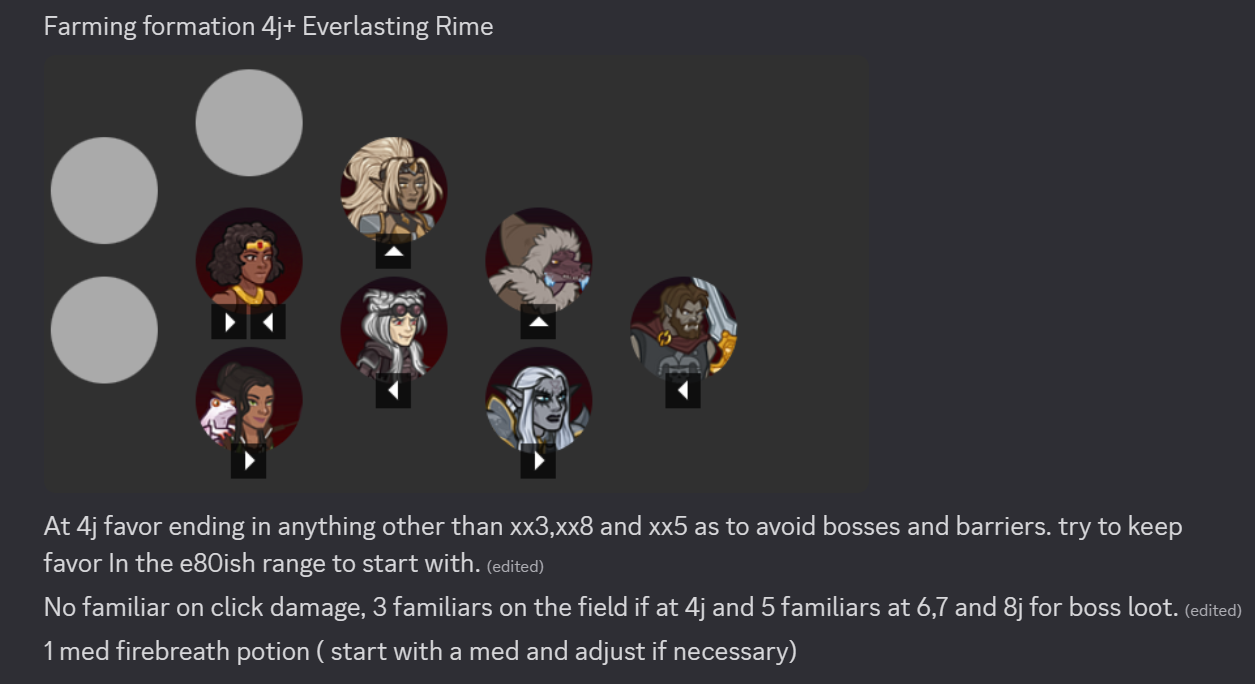 Farming formation 4j+ Everlasting Rime
At 4j favor ending in anything other than xx3,xx8 and xx5 as to avoid bosses and barriers. try to keep
favor In the e80ish range to start with. (edited)
No familiar on click damage, 3 familiars on the field if at 4j and 5 familiars at 6,7 and 8j for boss loot. (edited)
1 med firebreath potion ( start with a med and adjust if necessary)